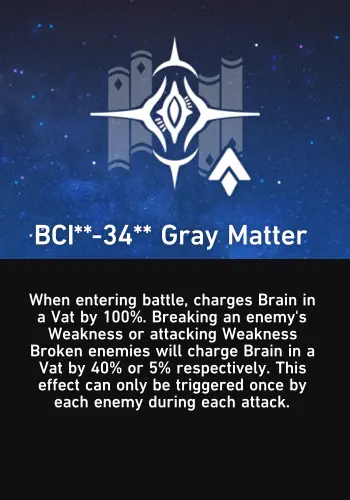 BCI**-34** Gray Matter
When entering battle, charges Brain in
a Vat by 100%. Breaking an enemy's
Weakness or attacking Weakness
Broken enemies will charge Brain in a
Vat by 40% or 5% respectively. This
effect can only be triggered once by
each enemy during each attack.